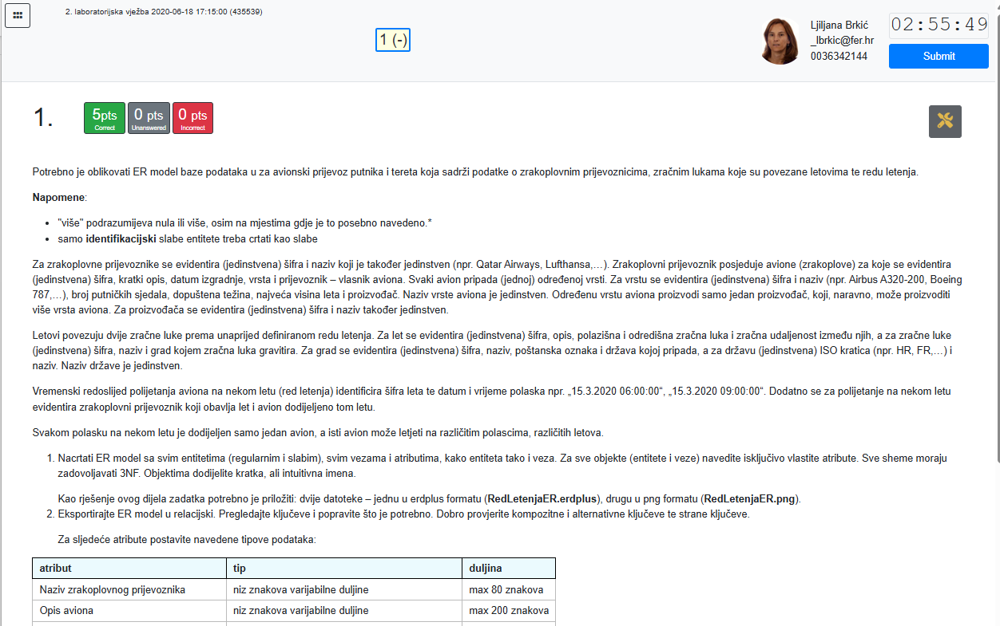 2. laboratorijska vježba 2020-06-18 17:15:00 (435539)
1 (-)
Ljiljana Brkić
_lbrkic@fer.hr
0036342144
02:55:49
Submit
1.
5pts
Correct
0 pts
Unanswered
0 pts
Incorrect
Potrebno je oblikovati ER model baze podataka u za avionski prijevoz putnika i tereta koja sadrži podatke o zrakoplovnim prijevoznicima, zračnim lukama koje su povezane letovima te redu letenja.
Napomene:
• "više" podrazumijeva nula ili više, osim na mjestima gdje je to posebno navedeno.*
• samo identifikacijski slabe entitete treba crtati kao slabe
Za zrakoplovne prijevoznike se evidentira (jedinstvena) šifra i naziv koji je također jedinstven (npr. Qatar Airways, Lufthansa,…). Zrakoplovni prijevoznik posjeduje avione (zrakoplove) za koje se evidentira
(jedinstvena) šifra, kratki opis, datum izgradnje, vrsta i prijevoznik – vlasnik aviona. Svaki avion pripada (jednoj) određenoj vrsti. Za vrstu se evidentira (jedinstvena) šifra i naziv (npr. Airbus A320-200, Boeing
787,…), broj putničkih sjedala, dopuštena težina, najveća visina leta i proizvođač. Naziv vrste aviona je jedinstven. Određenu vrstu aviona proizvodi samo jedan proizvođač, koji, naravno, može proizvoditi
više vrsta aviona. Za proizvođača se evidentira (jedinstvena) šifra i naziv također jedinstven.
Letovi povezuju dvije zračne luke prema unaprijed definiranom redu letenja. Za let se evidentira (jedinstvena) šifra, opis, polazišna i odredišna zračna luka i zračna udaljenost između njih, a za zračne luke
(jedinstvena) šifra, naziv i grad kojem zračna luka gravitira. Za grad se evidentira (jedinstvena) šifra, naziv, poštanska oznaka i država kojoj pripada, a za državu (jedinstvena) ISO kratica (npr. HR, FR,…) i
naziv. Naziv države je jedinstven.
Vremenski redoslijed polijetanja aviona na nekom letu (red letenja) identificira šifra leta te datum i vrijeme polaska npr. „15.3.2020 06:00:00“, „15.3.2020 09:00:00“. Dodatno se za polijetanje na nekom letu
evidentira zrakoplovni prijevoznik koji obavlja let i avion dodijeljeno tom letu.
Svakom polasku na nekom letu je dodijeljen samo jedan avion, a isti avion može letjeti na različitim polascima, različitih letova.
1. Nacrtati ER model sa svim entitetima (regularnim i slabim), svim vezama i atributima, kako entiteta tako i veza. Za sve objekte (entitete i veze) navedite isključivo vlastite atribute. Sve sheme moraju
zadovoljavati 3NF. Objektima dodijelite kratka, ali intuitivna imena.
Kao rješenje ovog dijela zadatka potrebno je priložiti: dvije datoteke – jednu u erdplus formatu (RedLetenjaER.erdplus), drugu u png formatu (RedLetenjaER.png).
2. Eksportirajte ER model u relacijski. Pregledajte ključeve i popravite što je potrebno. Dobro provjerite kompozitne i alternativne ključeve te strane ključeve.
Za sljedeće atribute postavite navedene tipove podataka:
atribut tip duljina
Naziv zrakoplovnog prijevoznika niz znakova varijabilne duljine max 80 znakova
Opis aviona niz znakova varijabilne duljine max 200 znakova